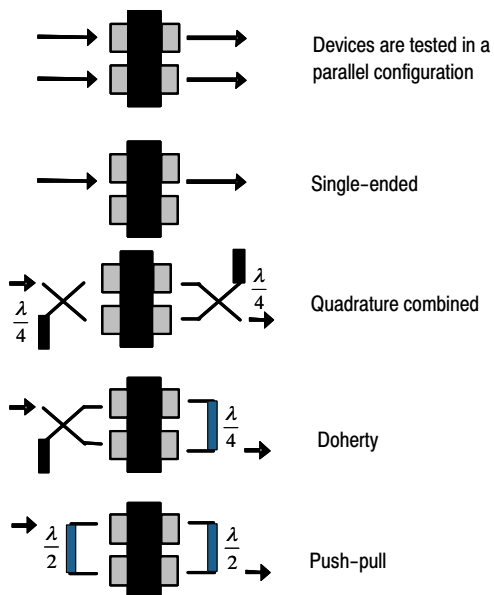 Devices are tested in a
parallel configuration
Single-ended
λ
4
λ
4
Quadrature combined
λ
4
Doherty
λ
2
λ
2
Push-pull